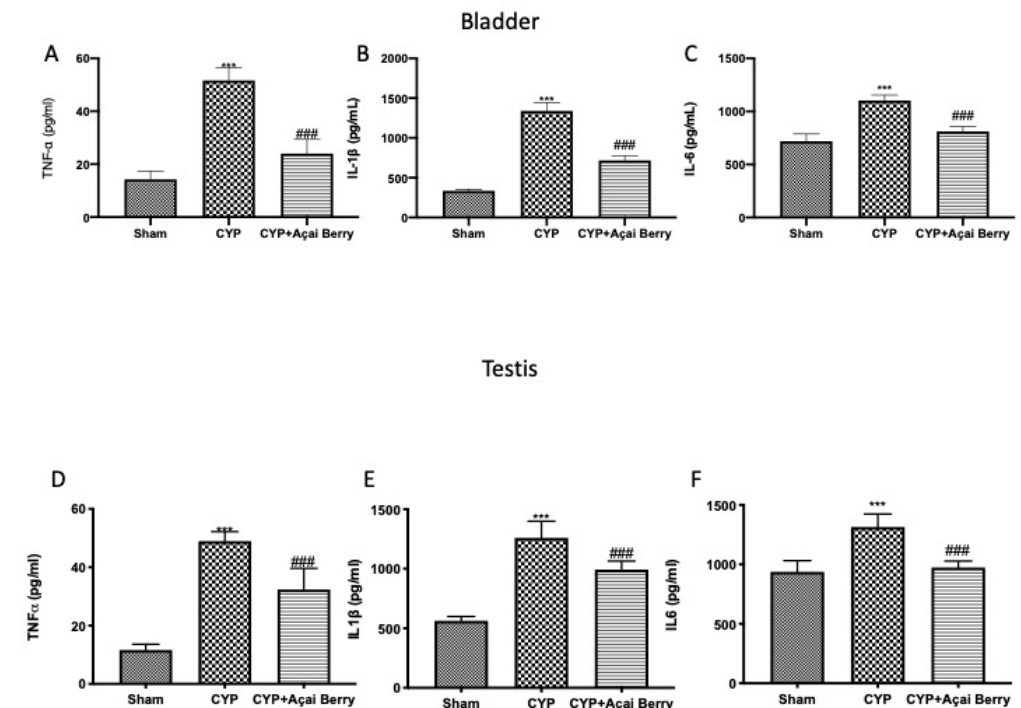 Bladder
A
TNF-α (pg/ml)
60
40
20
0
***
###
Sham CYP CYP+Açai Berry
B
IL-1β (pg/mL)
2000
1500
1000
500
0
***
###
Sham CYP CYP+Açai Berry
C
IL-6 (pg/mL)
1500
1000
500
0
***
###
Sham CYP CYP+Açai Berry
Testis
D
TNFα (pg/ml)
60
40
20
0
***
###
Sham CYP CYP+Açai Berry
E
IL1β (pg/ml)
1500
1000
500
0
***
###
Sham CYP CYP+Açai Berry
F
IL6 (pg/ml)
1500
1000
500
0
***
###
Sham CYP CYP+Açai Berry